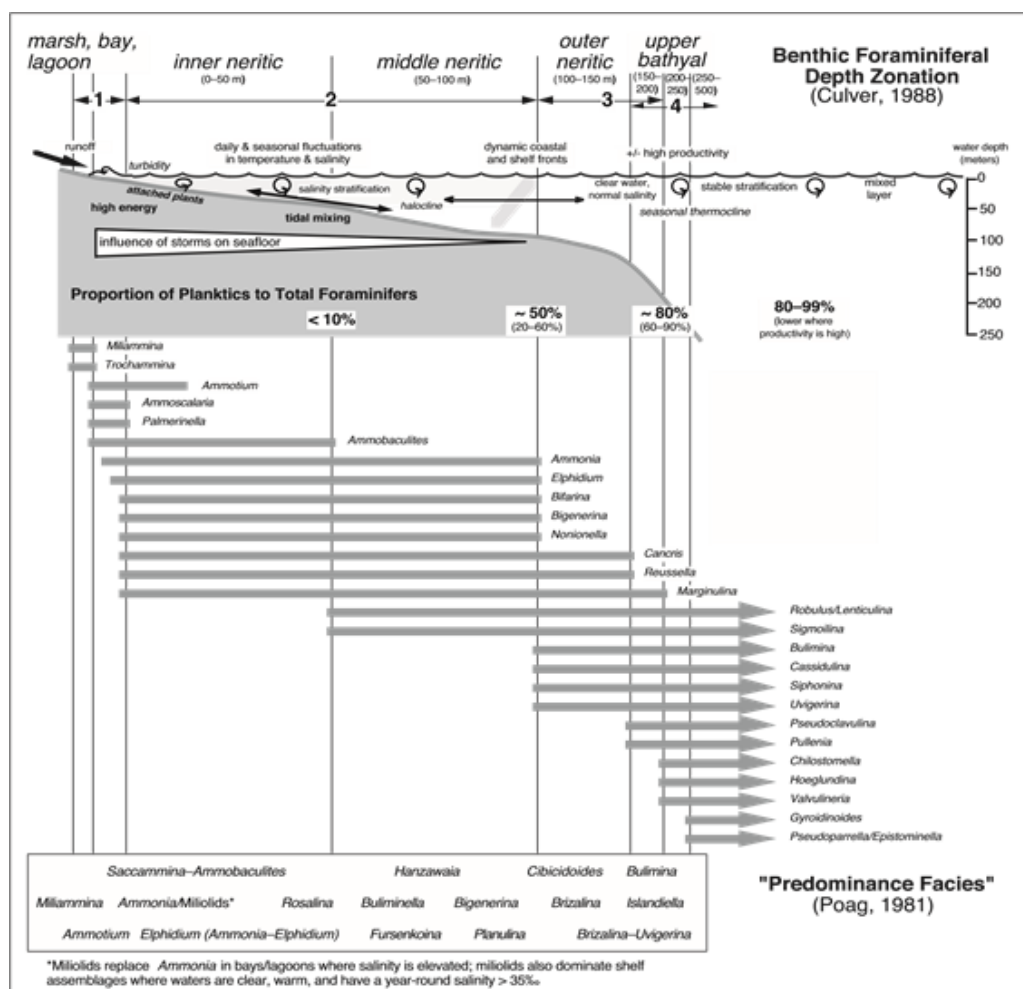 marsh, bay,
lagoon
inner neritic
(0–50 m)
middle neritic
(50–100 m)
outer
neritic
(100–150 m)
upper
bathyal
(150–
200)
(200–
250)
(250–
500)
Benthic Foraminiferal
Depth Zonation
(Culver, 1988)
1
2
3
4
runoff
turbidity
daily & seasonal fluctuations
in temperature & salinity
dynamic coastal
and shelf fronts
+/- high productivity
water depth
(meters)
attached plants
high energy
salinity stratification
tidal mixing
halocline
clear water,
normal salinity
seasonal thermocline
stable stratification
mixed
layer
0
50
100
150
200
250
influence of storms on seafloor
Proportion of Planktics to Total Foraminifers
< 10%
~ 50%
(20–60%)
~ 80%
(60–90%)
80–99%
(lower where
productivity is high)
Miliammina
Trochammina
Ammotium
Ammoscalaria
Palmerinella
Ammobaculites
Ammonia
Elphidium
Bifarina
Bigenerina
Nonionella
Cancris
Reussella
Marginulina
Robulus/Lenticulina
Sigmoilina
Bulimina
Cassidulina
Siphonina
Uvigerina
Pseudoclavulina
Pullenia
Chilostomella
Hoeglundina
Valvulineria
Gyroidinoides
Pseudoparrella/Epistominella
Saccammina–Ammobaculites Hanzawaia Cibicidoides Bulimina
Miliammina Ammonia/Miliolids* Rosalina Buliminella Bigenerina Brizalina Islandiella
Ammotium Elphidium (Ammonia–Elphidium) Fursenkoina Planulina Brizalina–Uvigerina
"Predominance Facies"
(Poag, 1981)
*Miliolids replace Ammonia in bays/lagoons where salinity is elevated; miliolids also dominate shelf
assemblages where waters are clear, warm, and have a year-round salinity > 35‰